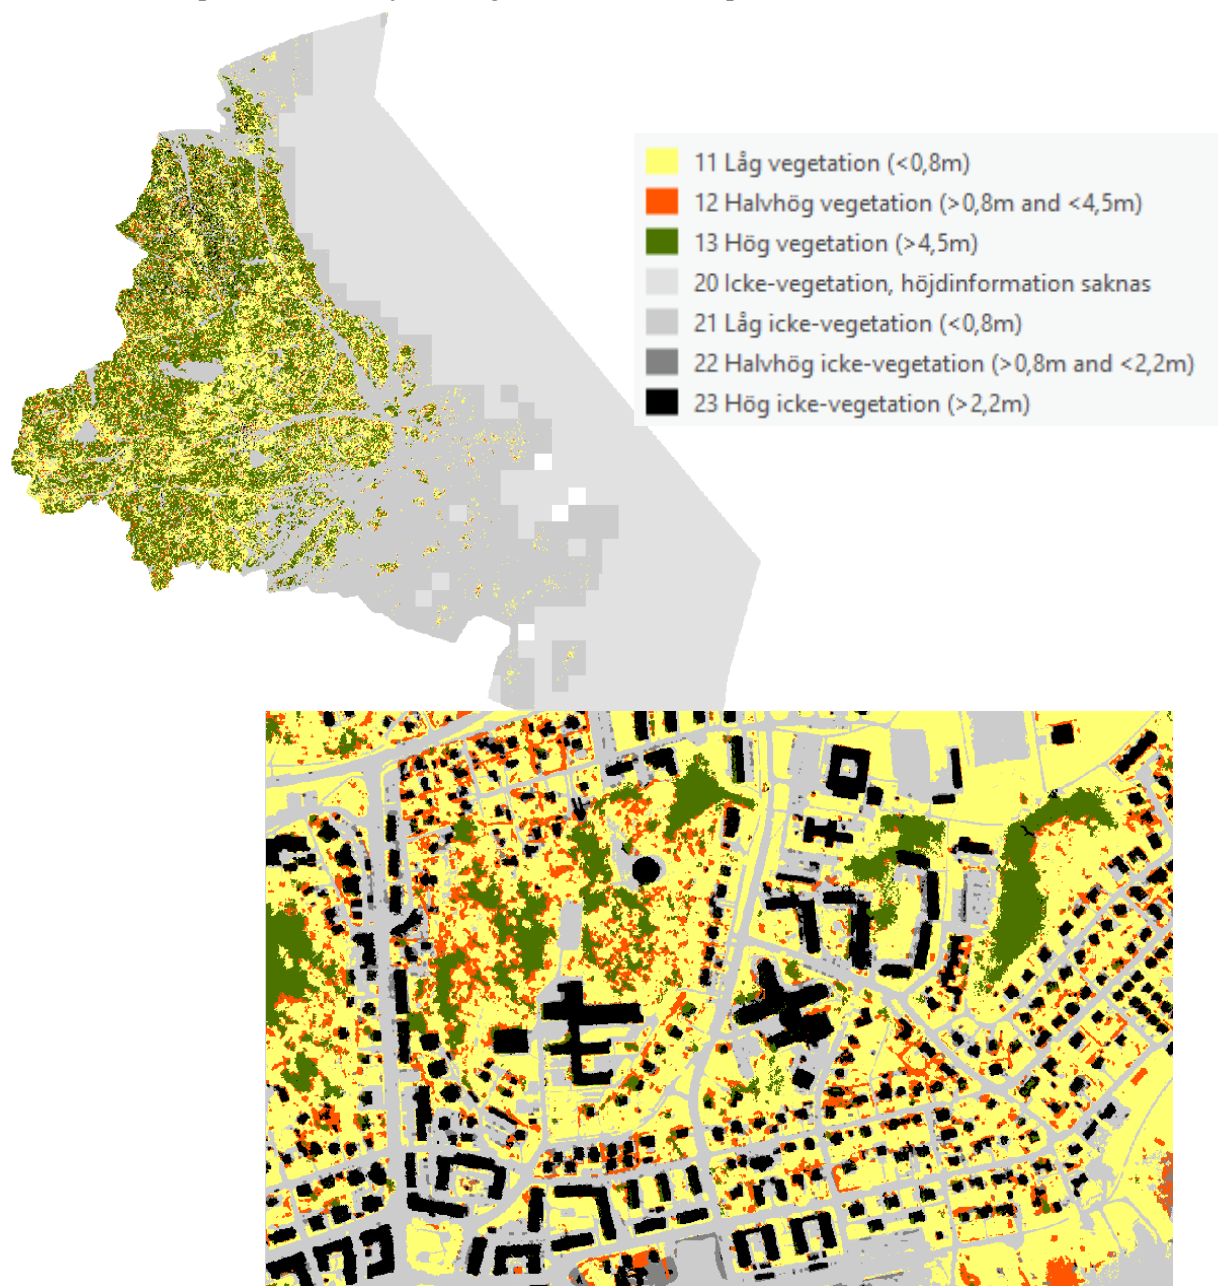 11 Låg vegetation (<0,8m)
12 Halvhög vegetation (>0,8m and <4,5m)
13 Hög vegetation (>4,5m)
20 Icke-vegetation, höjdinformation saknas
21 Låg icke-vegetation (<0,8m)
22 Halvhög icke-vegetation (>0,8m and <2,2m)
23 Hög icke-vegetation (>2,2m)